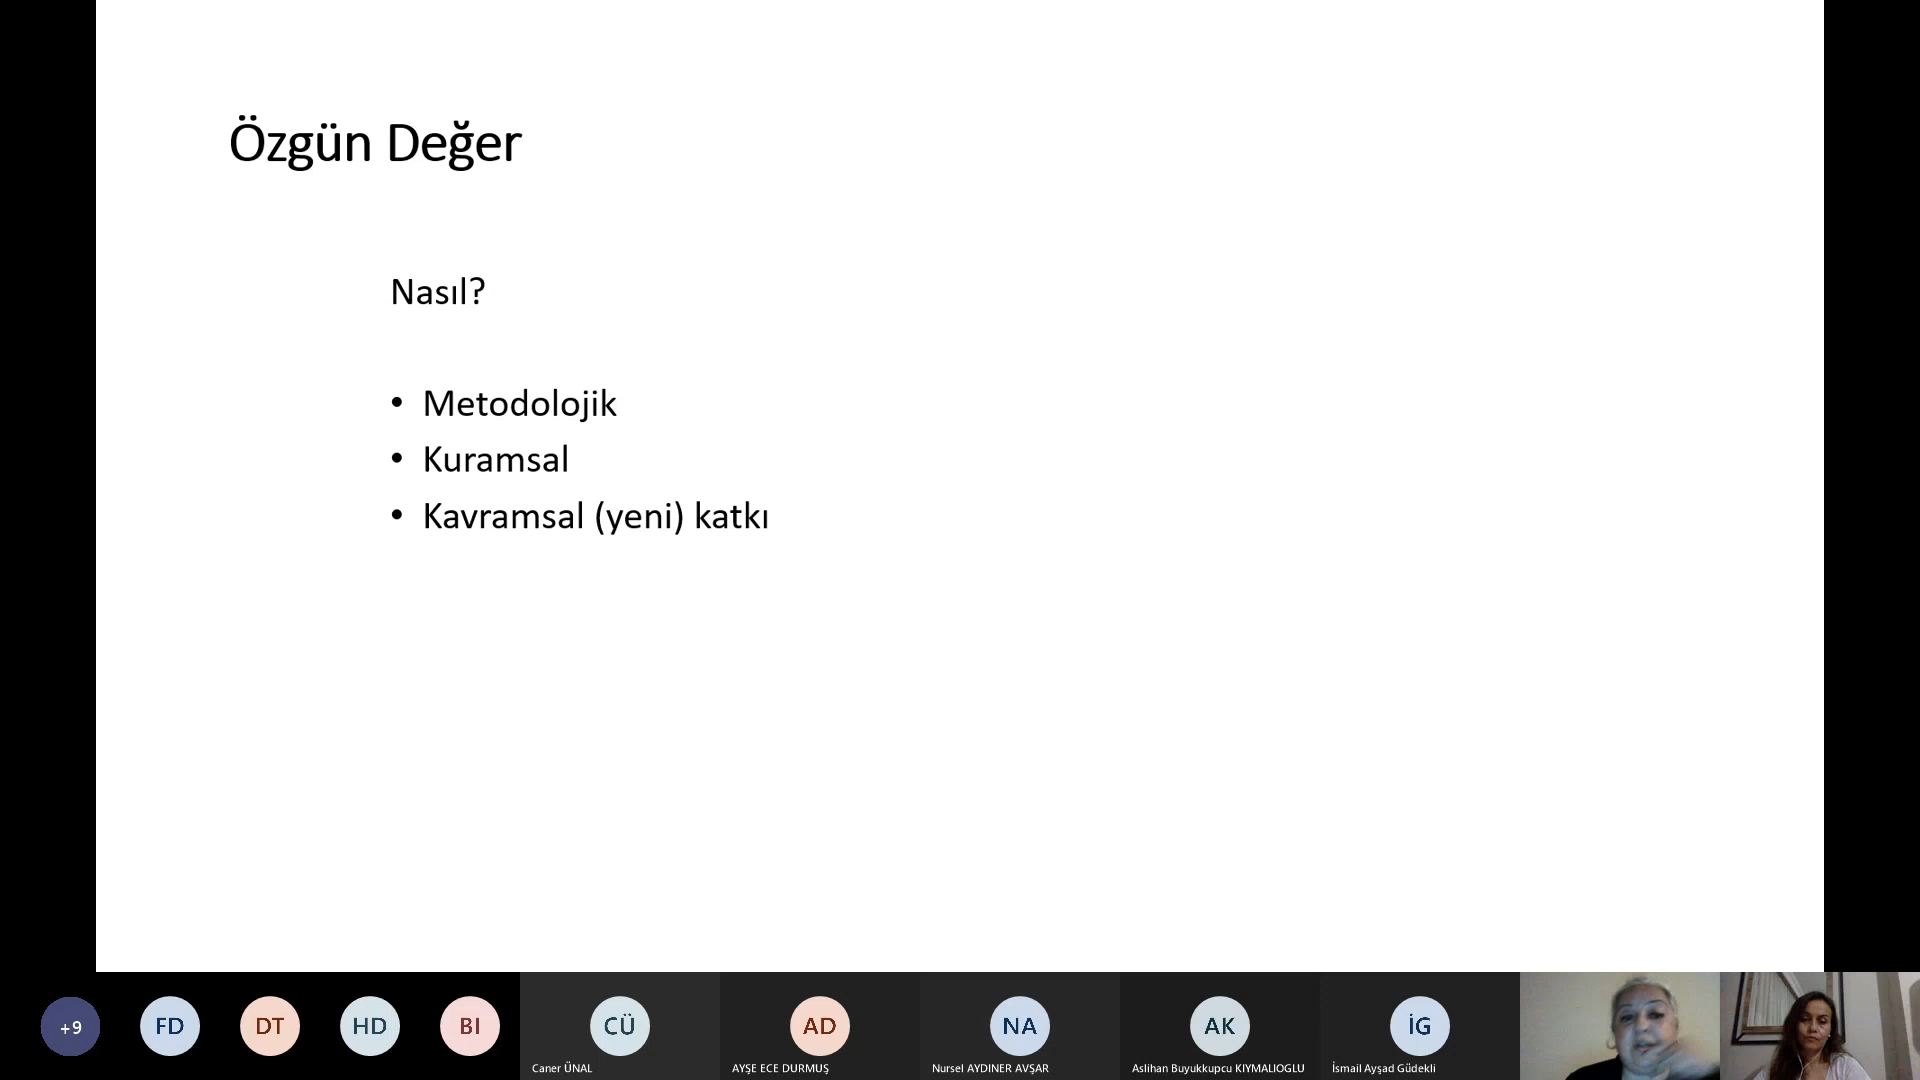 Özgün Değer
Nasıl?
• Metodolojik
• Kuramsal
• Kavramsal (yeni) katkı
+9
FD
DT
HD
BI
CÜ
Caner ÜNAL
AD
AYŞE ECE DURMUŞ
NA
Nursel AYDINER AVŞAR
AK
Aslihan Buyukkupcu KIYMALIOGLU
İG
İsmail Ayşad Güdekli